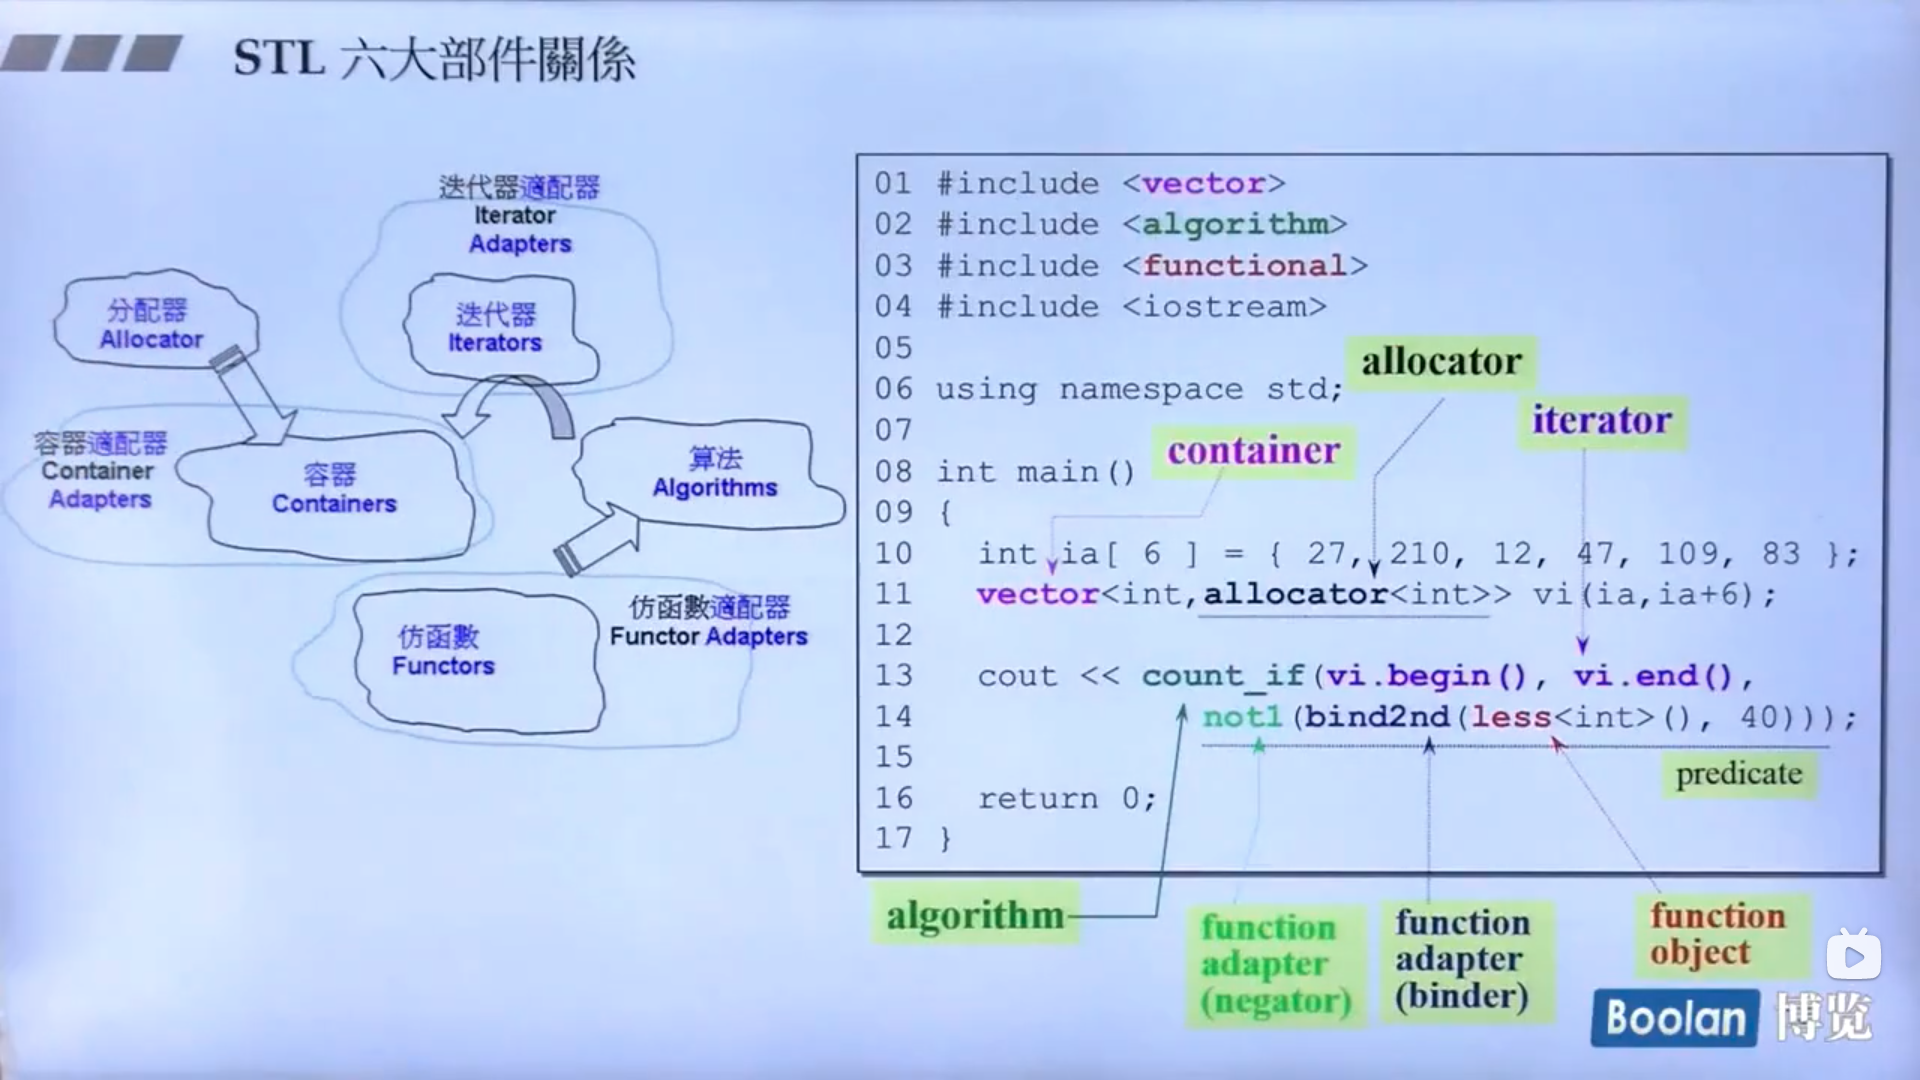 STL 六大部件關係
迭代器適配器
Iterator
Adapters
分配器
Allocator
迭代器
Iterators
容器適配器
Container
Adapters
容器
Containers
算法
Algorithms
仿函數
Functors
仿函數適配器
Functor Adapters
01 #include <vector>
02 #include <algorithm>
03 #include <functional>
04 #include <iostream>
05
06 using namespace std;
07
08 int main()
09 {
10 int ia[ 6 ] = { 27, 210, 12, 47, 109, 83 };
11 vector<int,allocator<int>> vi(ia,ia+6);
12
13 cout << count_if(vi.begin(), vi.end(),
14 not1(bind2nd(less<int>(), 40)));
15
16 return 0;
17 }
allocator
iterator
container
predicate
algorithm
function
adapter
(negator)
function
adapter
(binder)
function
object
Boolan 博览